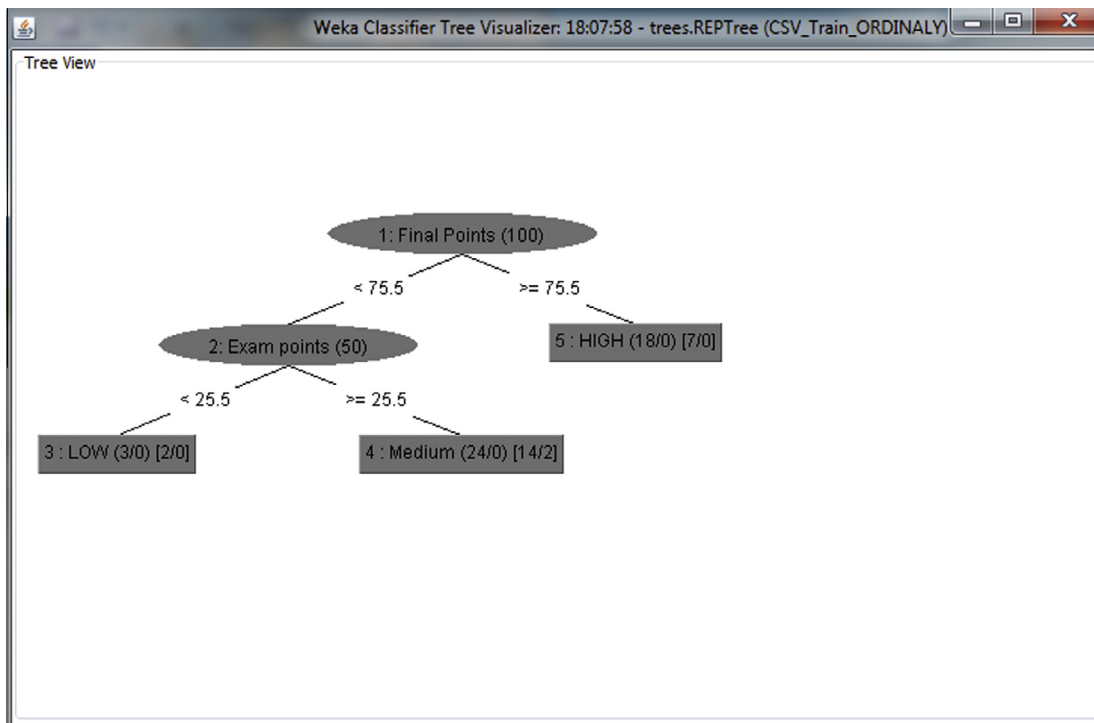 Weka Classifier Tree Visualizer: 18:07:58 - trees.REPTree (CSV_Train_ORDINALY)
Tree View
1: Final Points (100)
< 75.5
>= 75.5
2: Exam points (50)
5 : HIGH (18/0) [7/0]
< 25.5
>= 25.5
3 : LOW (3/0) [2/0]
4 : Medium (24/0) [14/2]